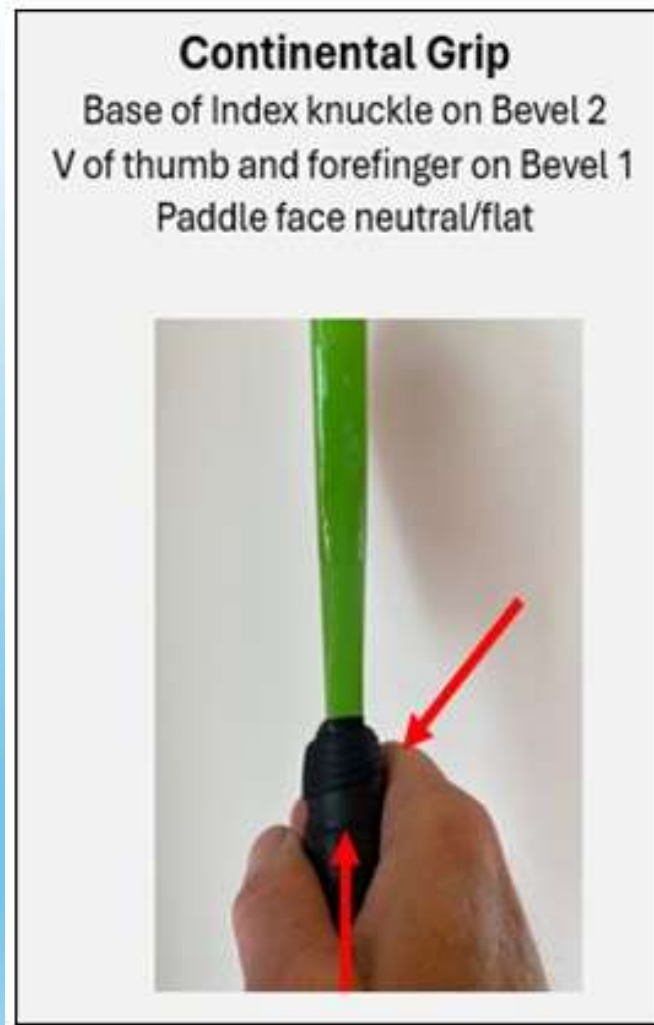 Continental Grip
Base of Index knuckle on Bevel 2
V of thumb and forefinger on Bevel 1
Paddle face neutral/flat